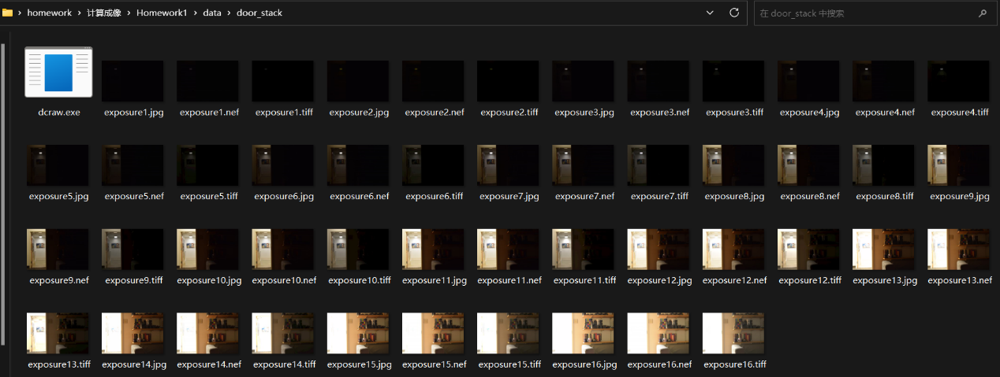 homework > 计算成像 > Homework1 > data > door_stack
在 door_stack 中搜索
dcraw.exe exposure1.jpg exposure1.nef exposure1.tiff exposure2.jpg exposure2.nef exposure2.tiff exposure3.jpg exposure3.nef exposure3.tiff exposure4.jpg exposure4.nef exposure4.tiff
exposure5.jpg exposure5.nef exposure5.tiff exposure6.jpg exposure6.nef exposure6.tiff exposure7.jpg exposure7.nef exposure7.tiff exposure8.jpg exposure8.nef exposure8.tiff exposure9.jpg
exposure9.nef exposure9.tiff exposure10.jpg exposure10.nef exposure10.tiff exposure11.jpg exposure11.nef exposure11.tiff exposure12.jpg exposure12.nef exposure12.tiff exposure13.jpg exposure13.nef
exposure13.tiff exposure14.jpg exposure14.nef exposure14.tiff exposure15.jpg exposure15.nef exposure15.tiff exposure16.jpg exposure16.nef exposure16.tiff